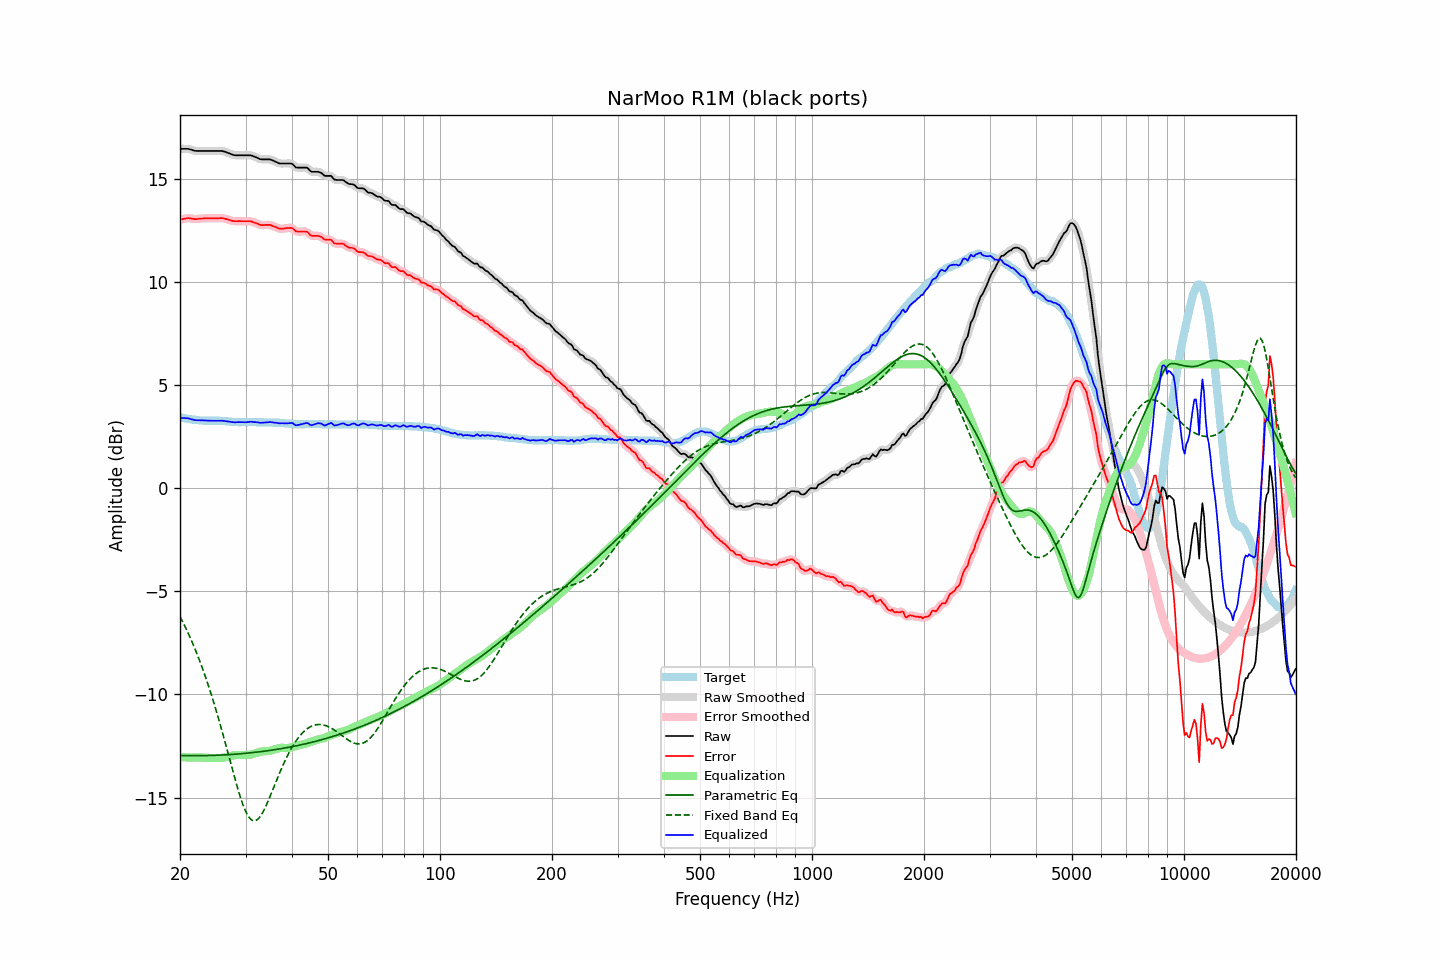 NarMoo R1M (black ports)
Amplitude (dBr)
15
10
5
0
−5
−10
−15
Target
Raw Smoothed
Error Smoothed
Raw
Error
Equalization
Parametric Eq
Fixed Band Eq
Equalized
20 50 100 200 500 1000 2000 5000 10000 20000
Frequency (Hz)